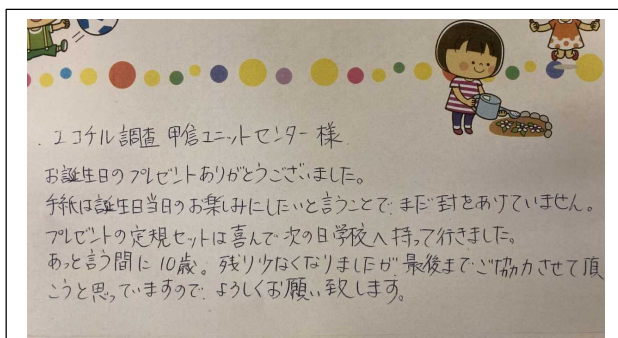 エコチル調査 甲信ユニットセンター 様
お誕生日のプレゼントありがとうございました。
手紙は誕生日当日のお楽しみにしたいと言うことで、まだ封をあけていません。
プレゼントの定規セットは喜んで次の日学校へ持って行きました。
あっと言う間に10歳。残り少なくなりましたが、最後までご協力させて頂
こうと思っていますので、よろしくお願い致します。